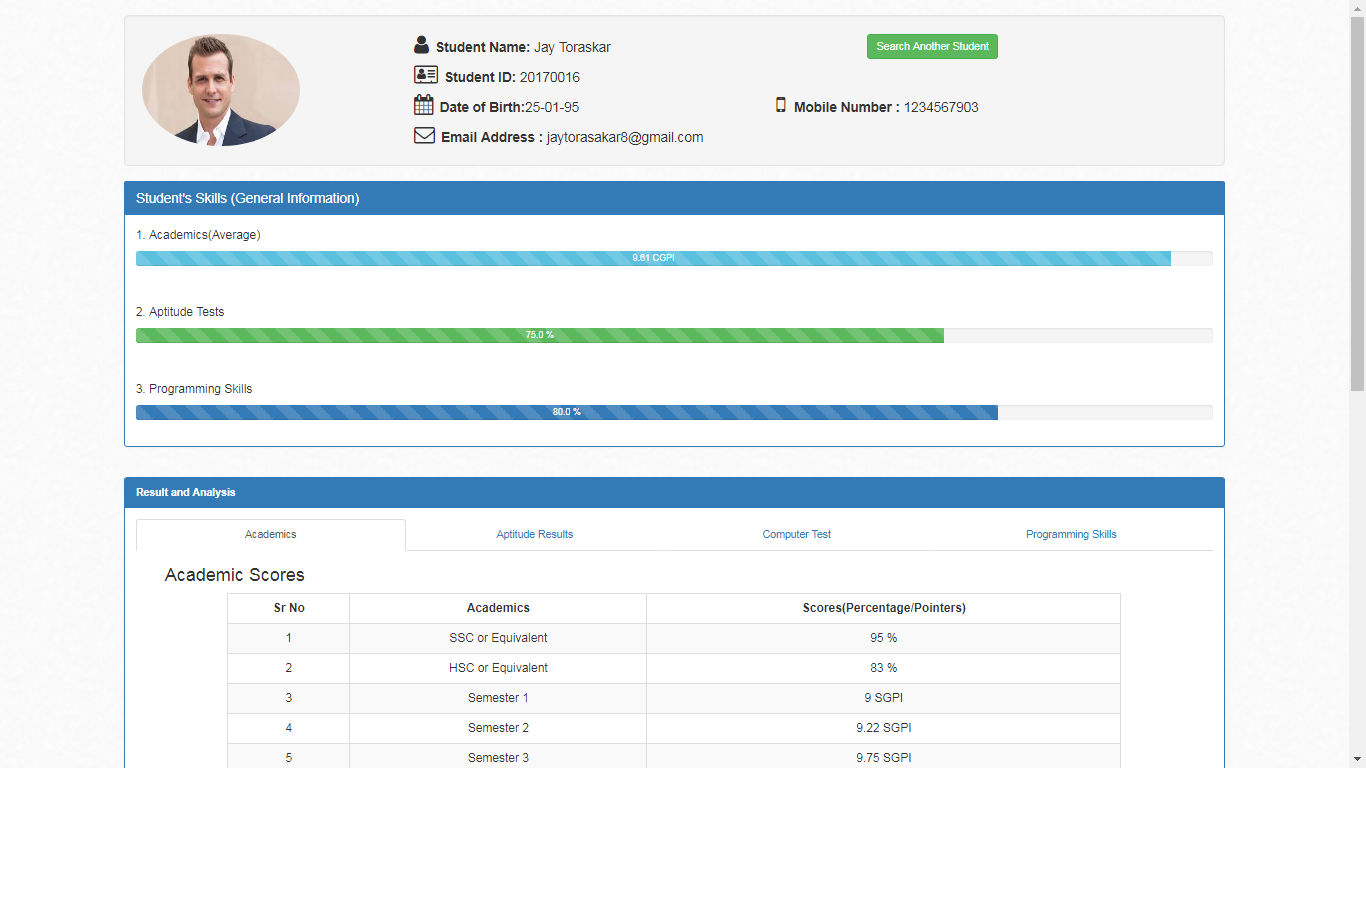 Student Name: Jay Toraskar
Search Another Student
Student ID: 20170016
Date of Birth:25-01-95
Mobile Number : 1234567903
Email Address : jaytorasakar8@gmail.com
Student's Skills (General Information)
1. Academics(Average)
9.61 CGPI
2. Aptitude Tests
75.0 %
3. Programming Skills
80.0 %
Result and Analysis
Academics Aptitude Results Computer Test Programming Skills
Academic Scores
Sr No Academics Scores(Percentage/Pointers)
1 SSC or Equivalent 95 %
2 HSC or Equivalent 83 %
3 Semester 1 9 SGPI
4 Semester 2 9.22 SGPI
5 Semester 3 9.75 SGPI